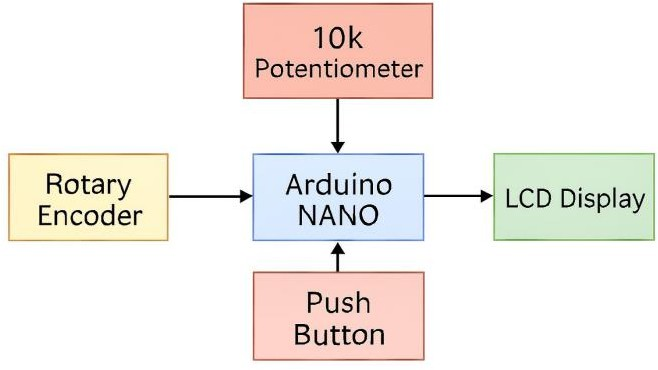 10k
Potentiometer
Rotary
Encoder
Arduino
NANO
LCD Display
Push
Button